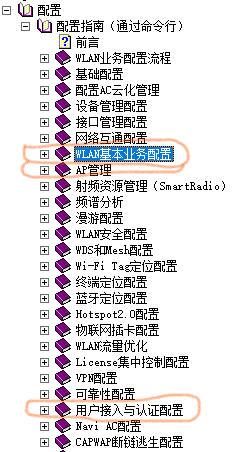 配置
配置指南（通过命令行）
前言
WLAN业务配置流程
基础配置
配置AC云化管理
设备管理配置
接口管理配置
网络互通配置
WLAN基本业务配置
AP管理
射频资源管理（SmartRadio）
频谱分析
漫游配置
WLAN安全配置
WDS和Mesh配置
Wi-Fi Tag定位配置
终端定位配置
蓝牙定位配置
Hotspot2.0配置
物联网插卡配置
WLAN流量优化
License集中控制配置
VPN配置
可靠性配置
用户接入与认证配置
Navi AC配置
CAPWAP断链逃生配置